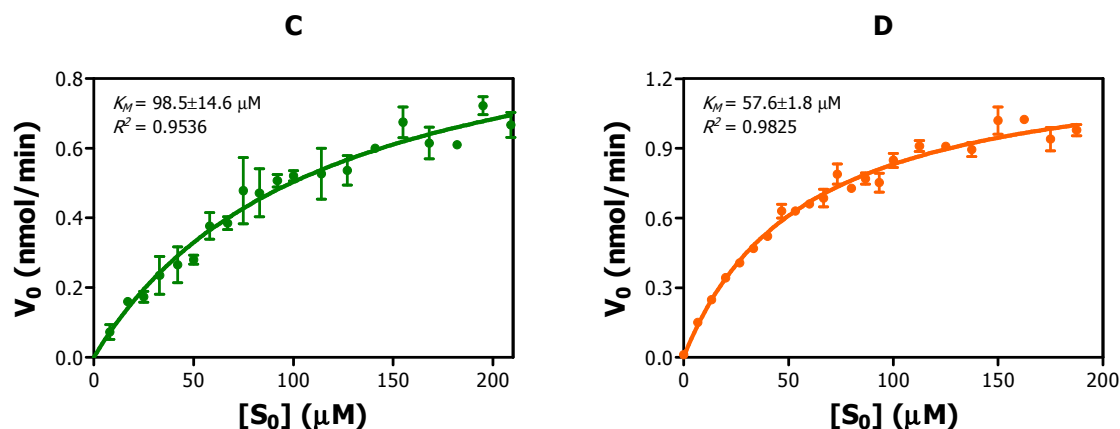 C
K_M = 98.5±14.6 μM
R² = 0.9536
V₀ (nmol/min)
0.8
0.6
0.4
0.2
0.0
0 50 100 150 200
[S₀] (μM)
D
K_M = 57.6±1.8 μM
R² = 0.9825
V₀ (nmol/min)
1.2
0.9
0.6
0.3
0.0
0 50 100 150 200
[S₀] (μM)